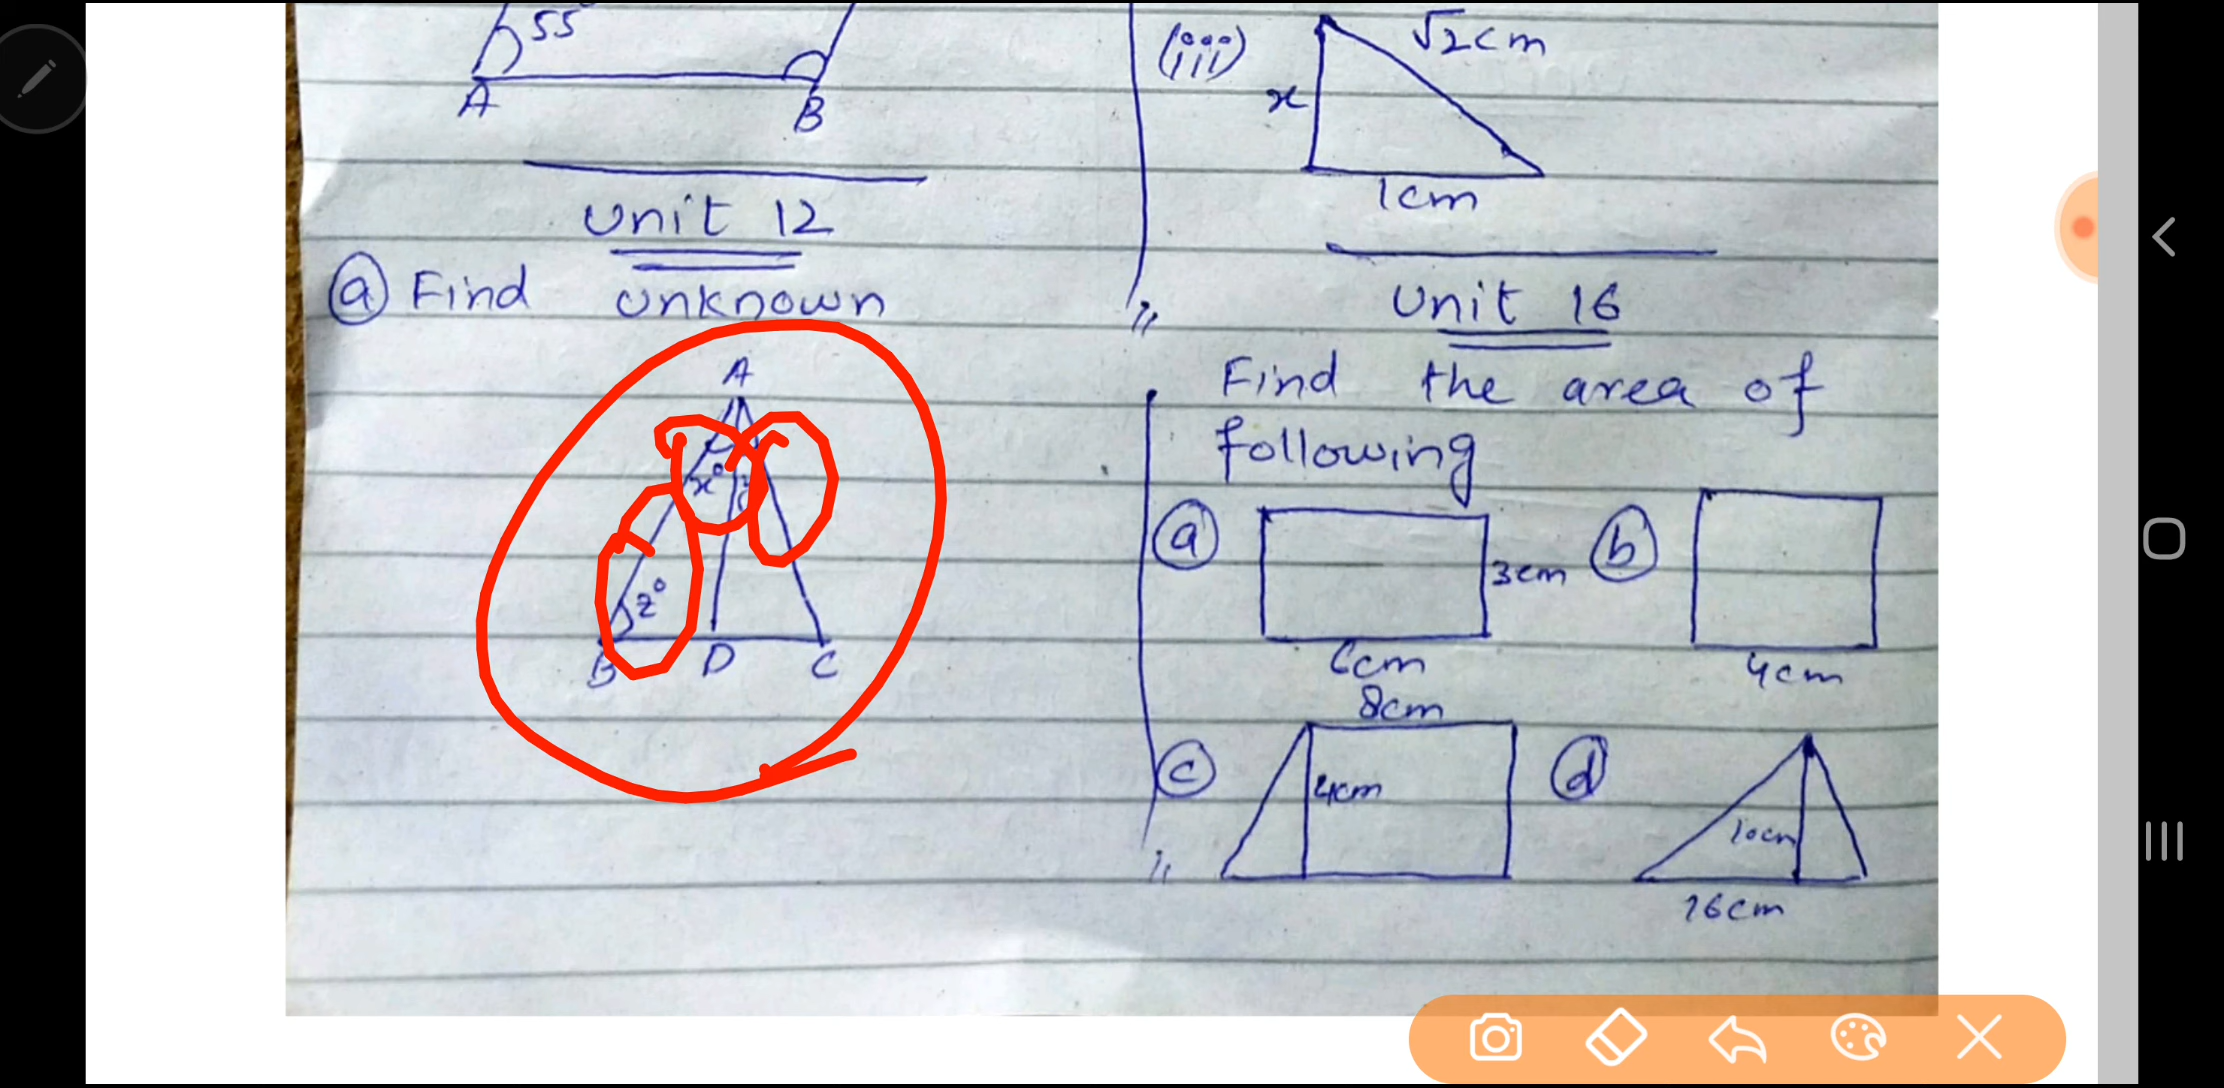 55°
A
B
unit 12
(a) Find unknown
A
x°
z°
B D C
(iii)
√2cm
x
1cm
unit 16
Find the area of
following
(a)
3cm
6cm
(b)
4cm
(c)
8cm
4cm
(d)
10cm
16cm